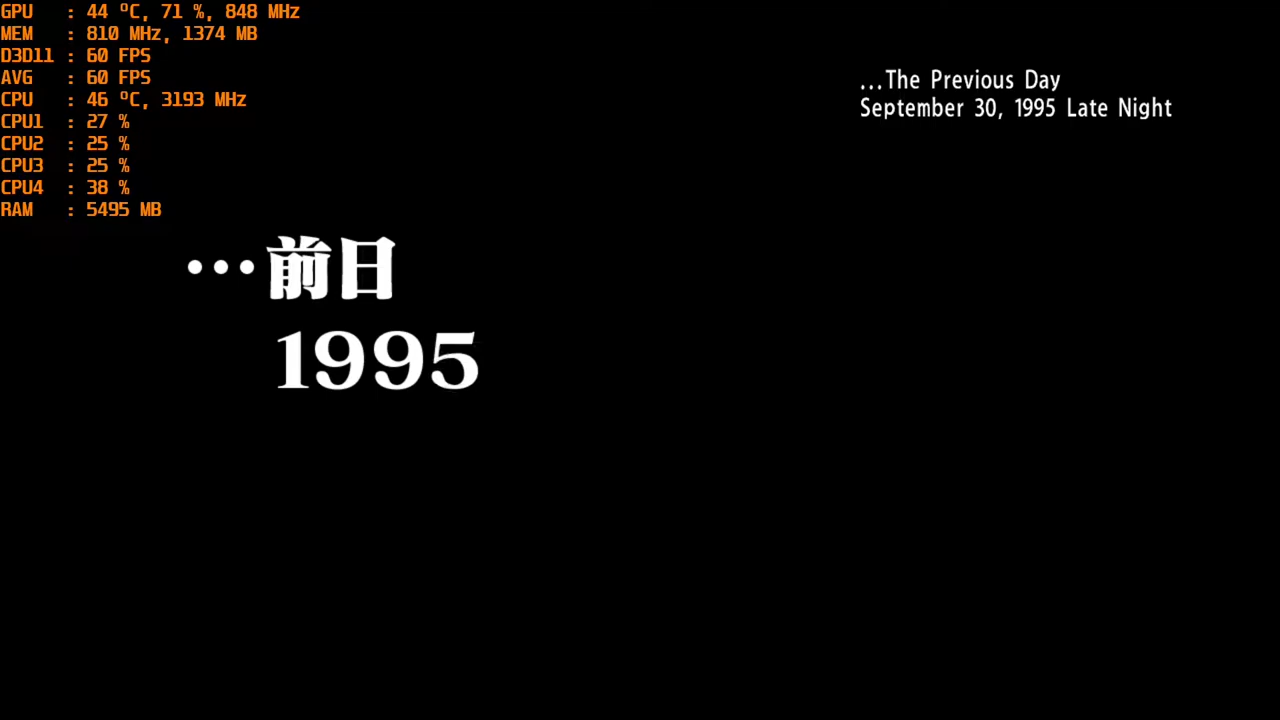 GPU : 44 ºC, 71 %, 848 MHz
MEM : 810 MHz, 1374 MB
D3D11 : 60 FPS
AVG : 60 FPS
CPU : 46 ºC, 3193 MHz
CPU1 : 27 %
CPU2 : 25 %
CPU3 : 25 %
CPU4 : 38 %
RAM : 5495 MB
...The Previous Day
September 30, 1995 Late Night
…前日
1995